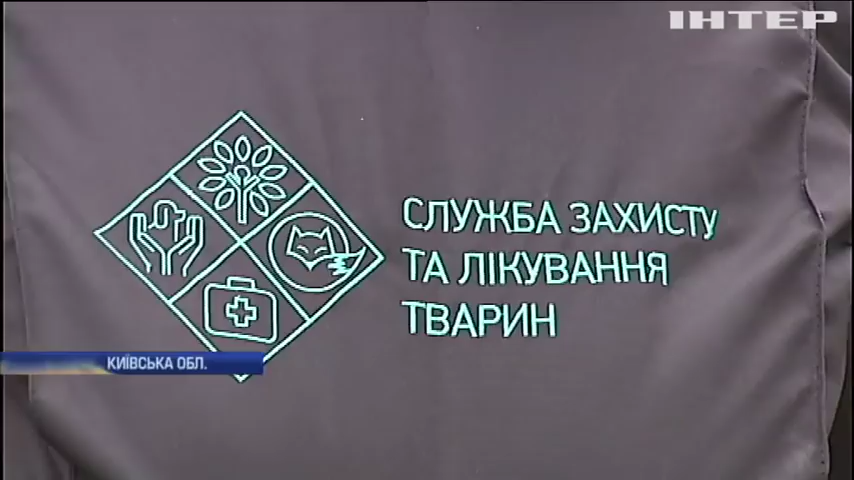 ІНТЕР
СЛУЖБА ЗАХИСТУ
ТА ЛІКУВАННЯ
ТВАРИН
КИЇВСЬКА ОБЛ.